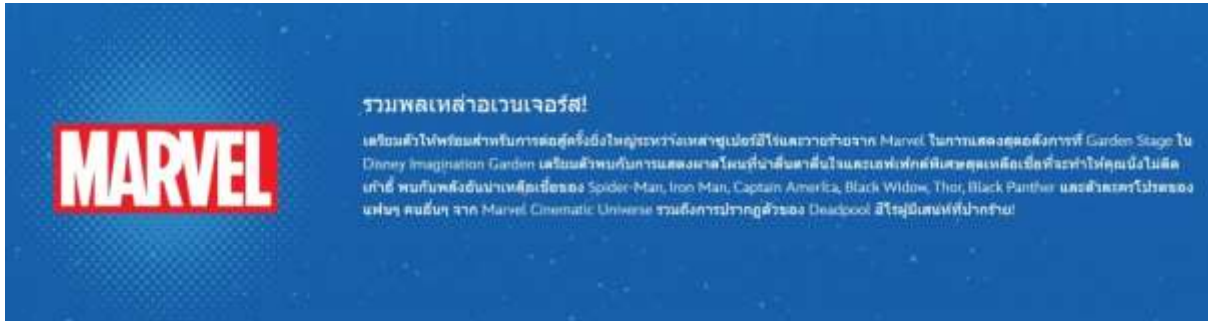 MARVEL
รวมพลเหล่าอเวนเจอร์ส!
เตรียมตัวให้พร้อมสำหรับการต่อสู้ครั้งยิ่งใหญ่ระหว่างเหล่าซูเปอร์ฮีโร่และวายร้ายจาก Marvel ในการแสดงสุดอลังการที่ Garden Stage ใน
Disney Imagination Garden เตรียมตัวพบกับการแสดงผาดโผนที่น่าตื่นตาตื่นใจและเอฟเฟกต์พิเศษสุดเหลือเชื่อที่จะทำให้คุณนั่งไม่ติด
เก้าอี้ พบกับพลังอันน่าเหลือเชื่อของ Spider-Man, Iron Man, Captain America, Black Widow, Thor, Black Panther และตัวละครโปรดของ
แฟนๆ คนอื่นๆ จาก Marvel Cinematic Universe รวมถึงการปรากฏตัวของ Deadpool ฮีโร่ผู้มีเสน่ห์ที่ปากร้าย!